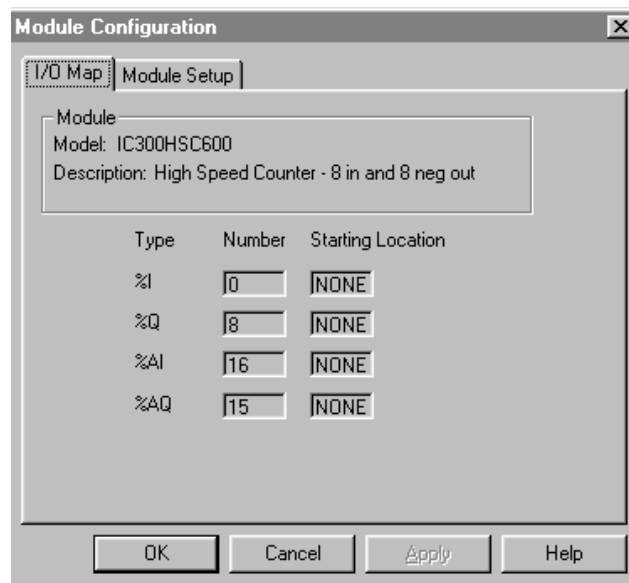 Module Configuration
I/O Map Module Setup
Module
Model: IC300HSC600
Description: High Speed Counter - 8 in and 8 neg out
Type Number Starting Location
%I 0 NONE
%Q 8 NONE
%AI 16 NONE
%AQ 15 NONE
OK Cancel Apply Help